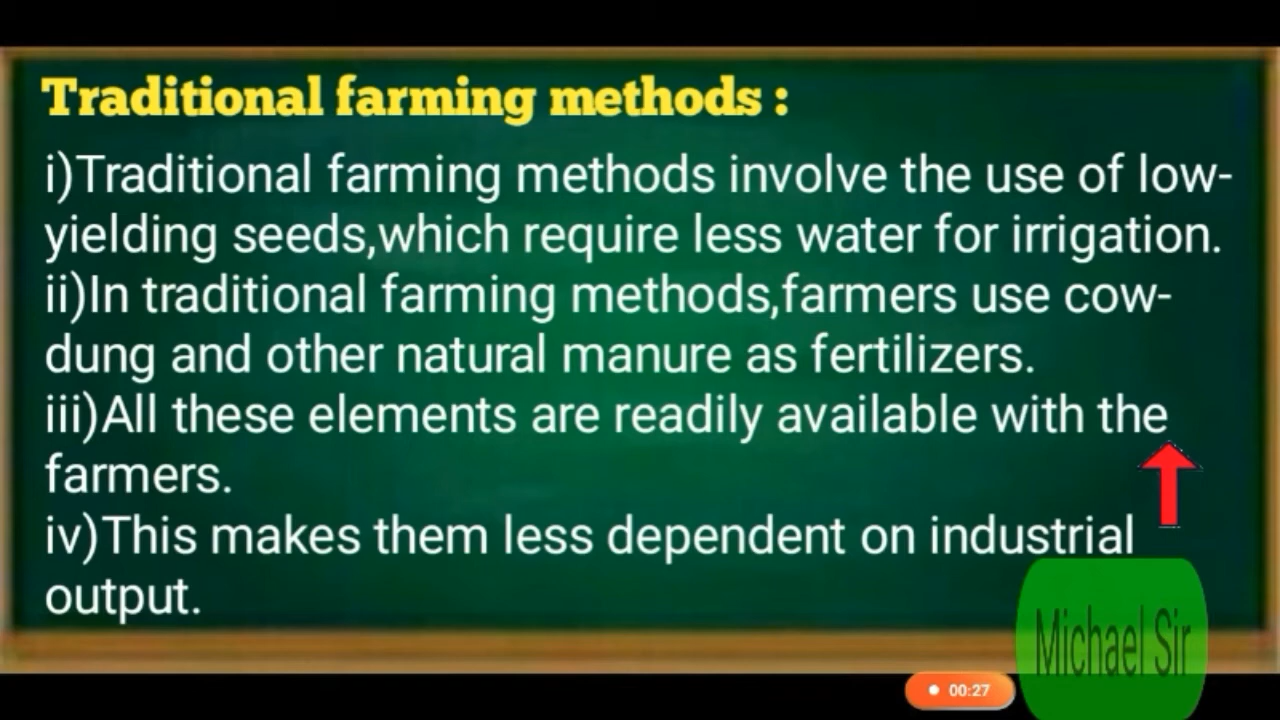 Traditional farming methods :
i)Traditional farming methods involve the use of low-
yielding seeds,which require less water for irrigation.
ii)In traditional farming methods,farmers use cow-
dung and other natural manure as fertilizers.
iii)All these elements are readily available with the
farmers.
iv)This makes them less dependent on industrial
output.
Michael Sir
00:27